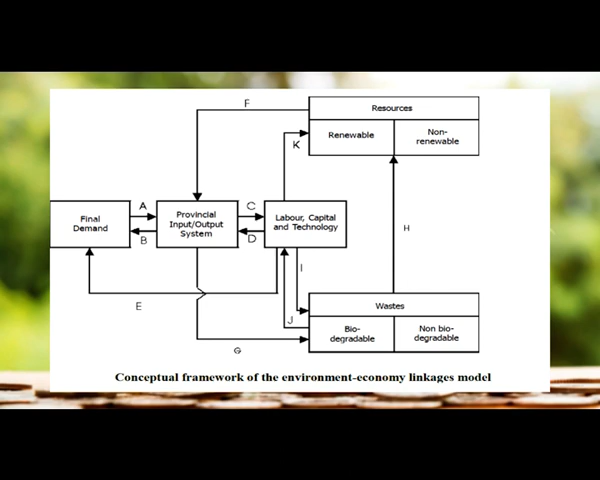 F
Resources
Renewable
Non-
renewable
K
A
C
Final
Demand
Provincial
Input/Output
System
Labour, Capital
and Technology
B
D
H
I
E
Wastes
J
Bio-
degradable
Non bio-
degradable
G
Conceptual framework of the environment-economy linkages model